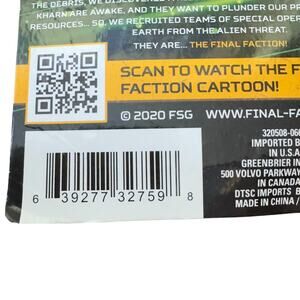 THE DEBRIS, WE DISCOVERED
KHARN ARE AWAKE, AND THEY WANT TO PLUNDER OUR PR
RESOURCES... SO, WE RECRUITED TEAMS OF SPECIAL OPER
EARTH FROM THE ALIEN THREAT.
THEY ARE... THE FINAL FACTION!
SCAN TO WATCH THE F
FACTION CARTOON!
© 2020 FSG WWW.FINAL-FA
320508-066
IMPORTED B
IN U.S.A
GREENBRIER IN
500 VOLVO PARKWAY
IN CANADA
DTSC IMPORTS B
MADE IN CHINA /
6 39277 32759 8